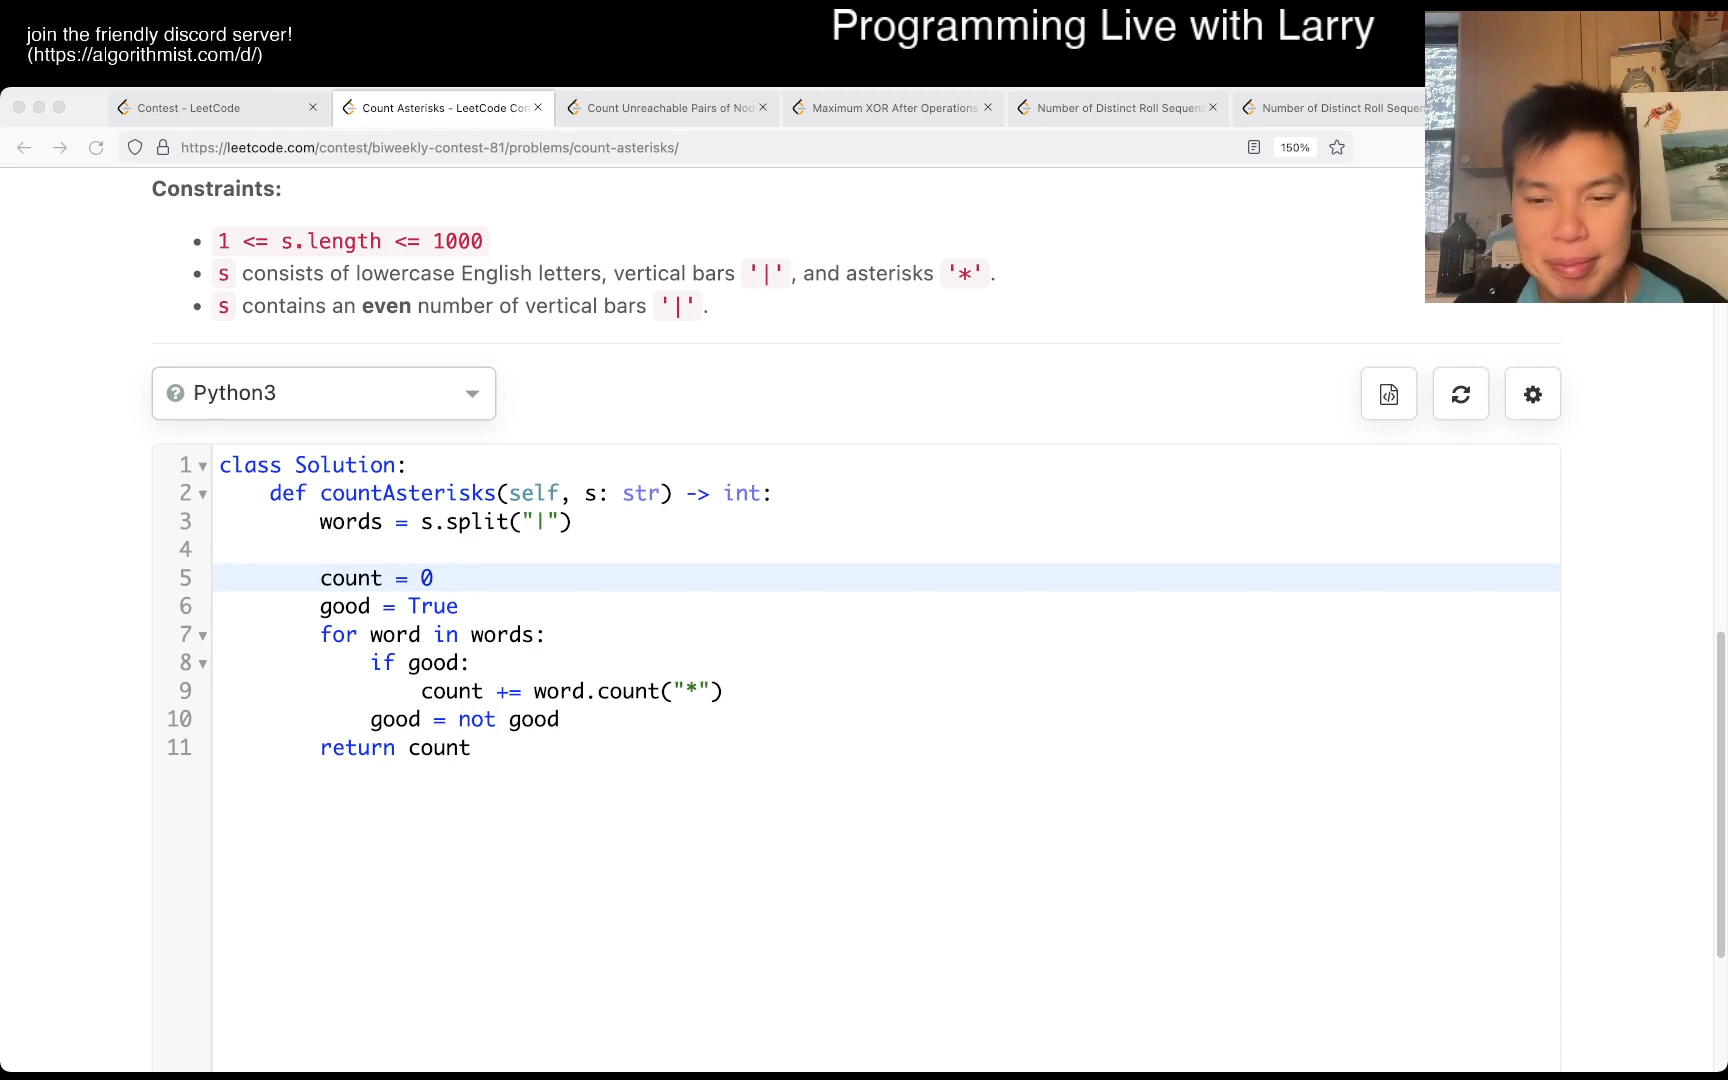 join the friendly discord server!
(https://algorithmist.com/d/)
Programming Live with Larry
Contest - LeetCode
Count Asterisks - LeetCode Con
Count Unreachable Pairs of Nod
Maximum XOR After Operations
Number of Distinct Roll Sequen
Number of Distinct Roll Sequen
https://leetcode.com/contest/biweekly-contest-81/problems/count-asterisks/
150%
Constraints:
• 1 <= s.length <= 1000
• s consists of lowercase English letters, vertical bars '|', and asterisks '*'.
• s contains an even number of vertical bars '|'.
Python3
1 class Solution:
2     def countAsterisks(self, s: str) -> int:
3         words = s.split("|")
4
5         count = 0
6         good = True
7         for word in words:
8             if good:
9                 count += word.count("*")
10             good = not good
11         return count